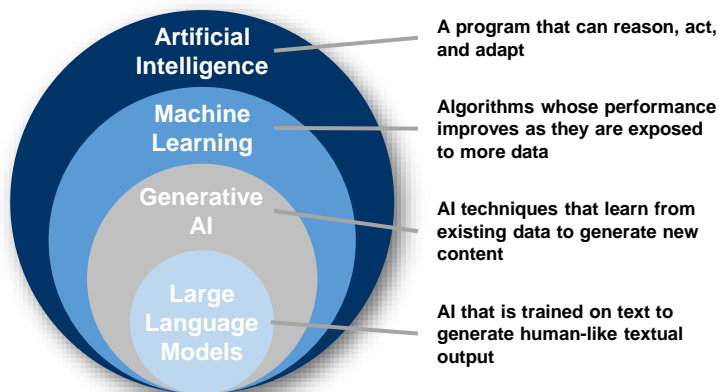 Artificial
Intelligence
A program that can reason, act,
and adapt
Machine
Learning
Algorithms whose performance
improves as they are exposed
to more data
Generative
AI
AI techniques that learn from
existing data to generate new
content
Large
Language
Models
AI that is trained on text to
generate human-like textual
output